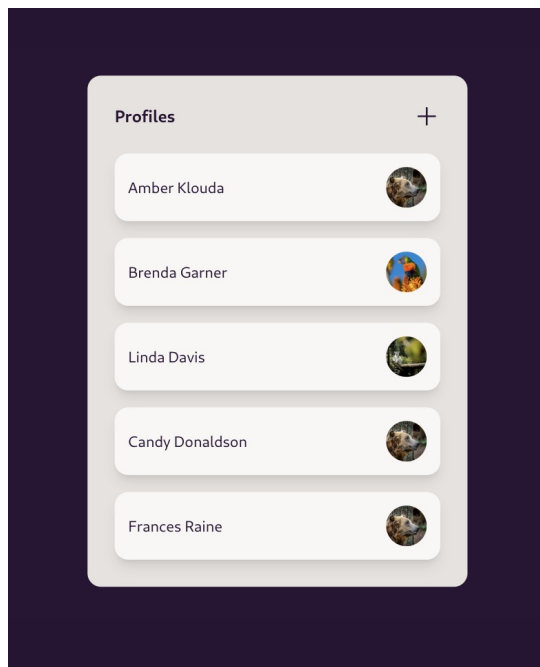 Profiles
Amber Klouda
Brenda Garner
Linda Davis
Candy Donaldson
Frances Raine